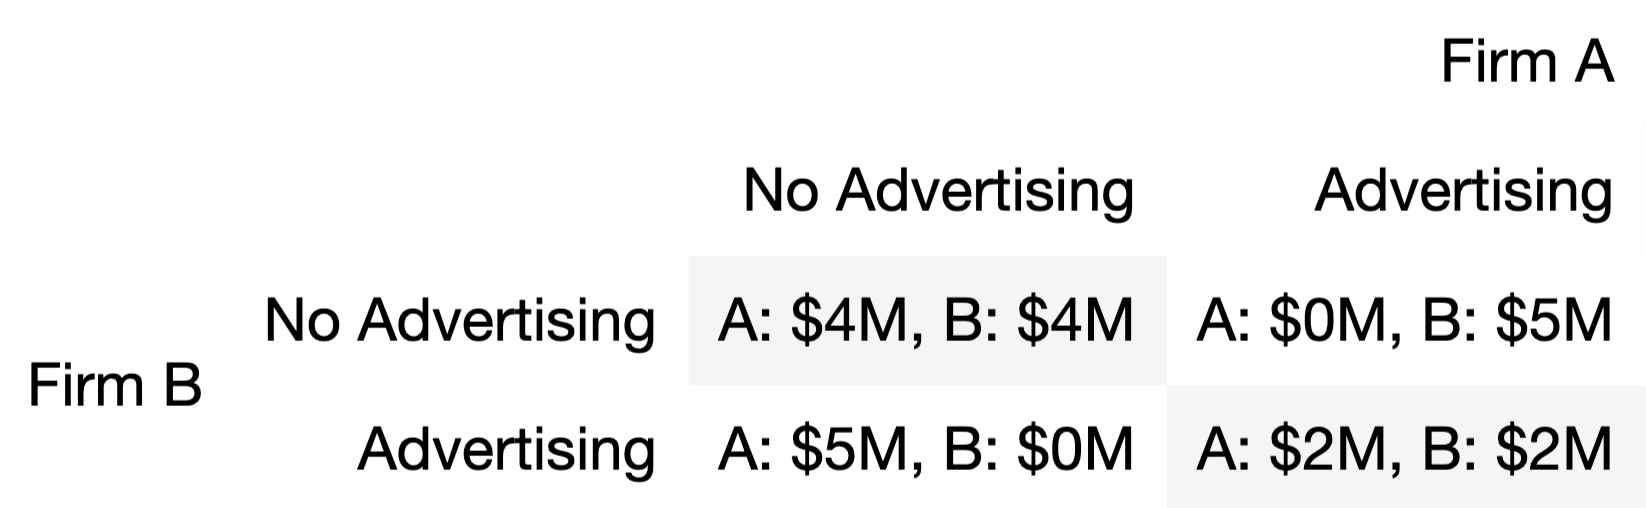 Firm A
No Advertising Advertising
No Advertising A: $4M, B: $4M A: $0M, B: $5M
Firm B
Advertising A: $5M, B: $0M A: $2M, B: $2M